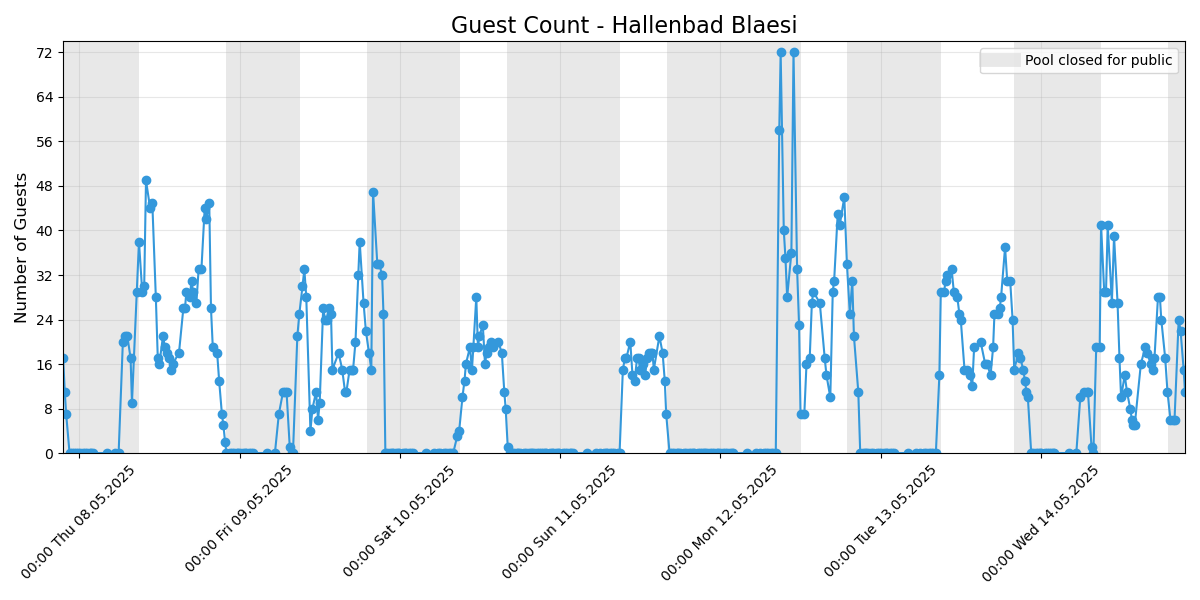 Guest Count - Hallenbad Blaesi
Pool closed for public
Number of Guests
72
64
56
48
40
32
24
16
8
0
00:00 Thu 08.05.2025
00:00 Fri 09.05.2025
00:00 Sat 10.05.2025
00:00 Sun 11.05.2025
00:00 Mon 12.05.2025
00:00 Tue 13.05.2025
00:00 Wed 14.05.2025